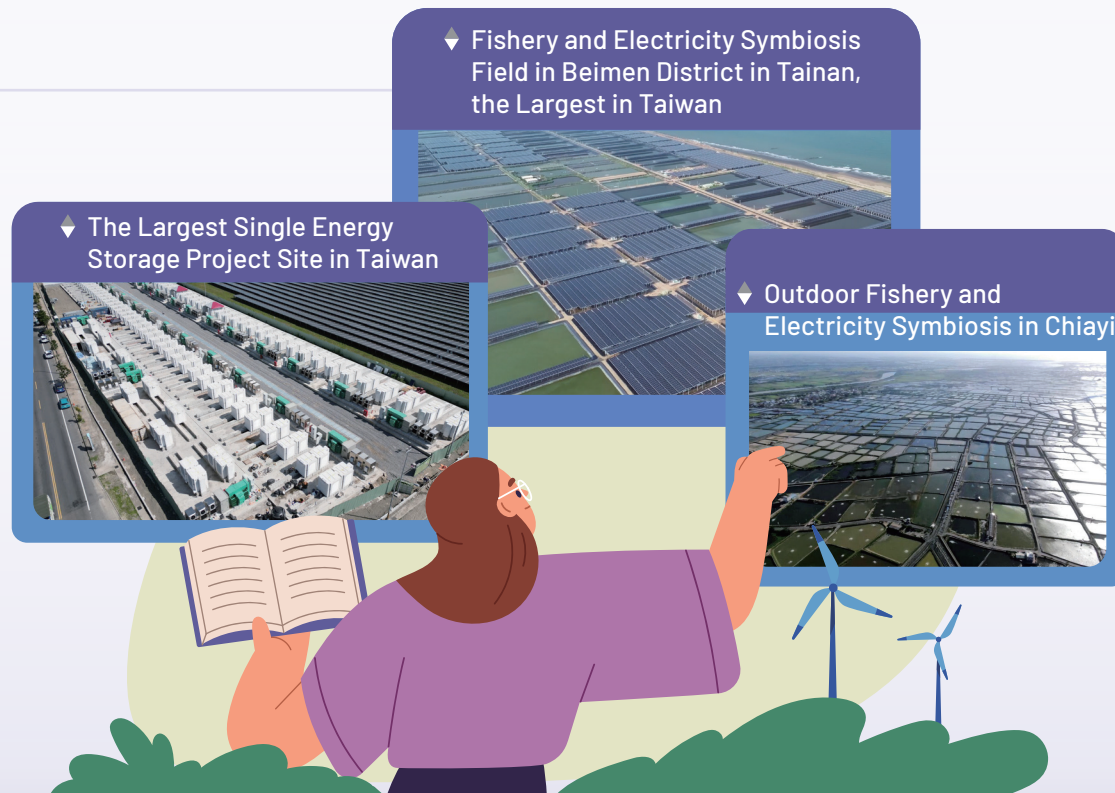 Fishery and Electricity Symbiosis
Field in Beimen District in Tainan,
the Largest in Taiwan
The Largest Single Energy
Storage Project Site in Taiwan
Outdoor Fishery and
Electricity Symbiosis in Chiayi